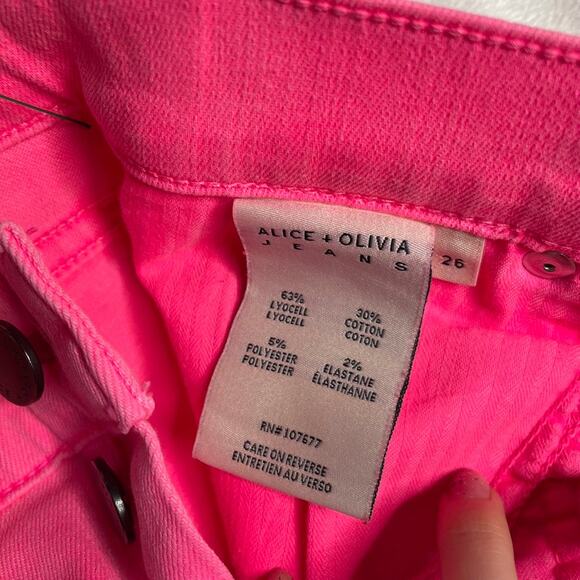 ALICE + OLIVIA
JEANS
26
63%
LYOCELL
LYOCELL
30%
COTTON
COTON
5%
POLYESTER
POLYESTER
2%
ELASTANE
ÉLASTHANNE
RN# 107677
CARE ON REVERSE
ENTRETIEN AU VERSO